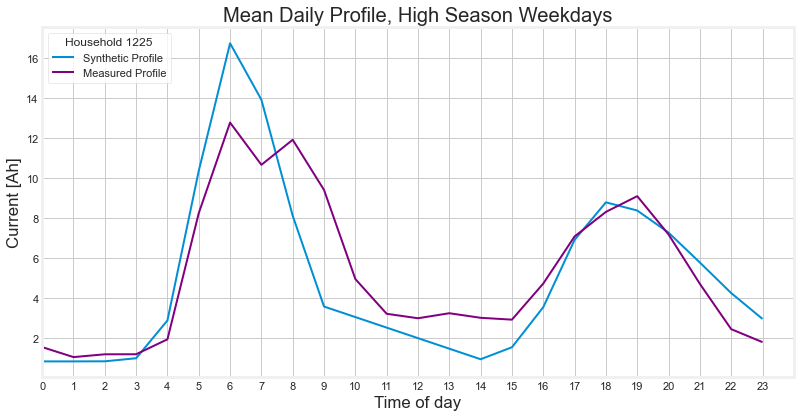 Mean Daily Profile, High Season Weekdays
Household 1225
Synthetic Profile
Measured Profile
Current [Ah]
16
14
12
10
8
6
4
2
0 1 2 3 4 5 6 7 8 9 10 11 12 13 14 15 16 17 18 19 20 21 22 23
Time of day